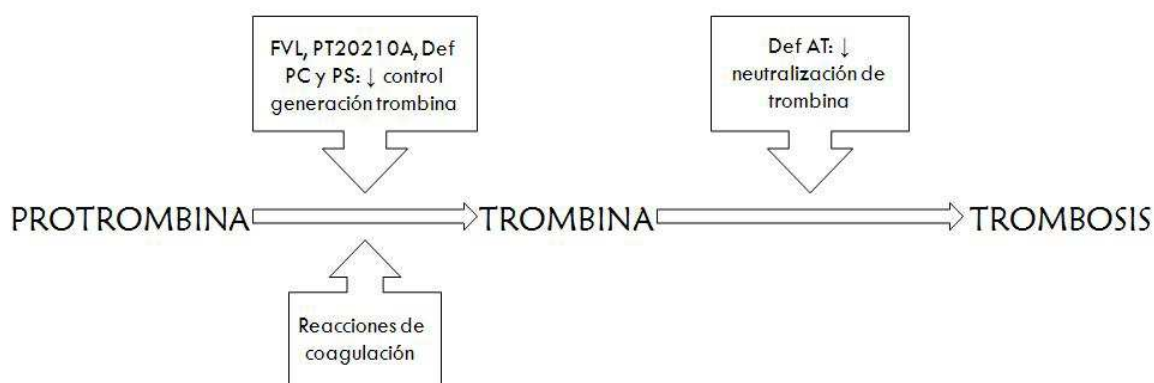 FVL, PT20210A, Def
PC y PS: ↓ control
generación trombina
Def AT: ↓
neutralización de
trombina
PROTROMBINA
TROMBINA
TROMBOSIS
Reacciones de
coagulación